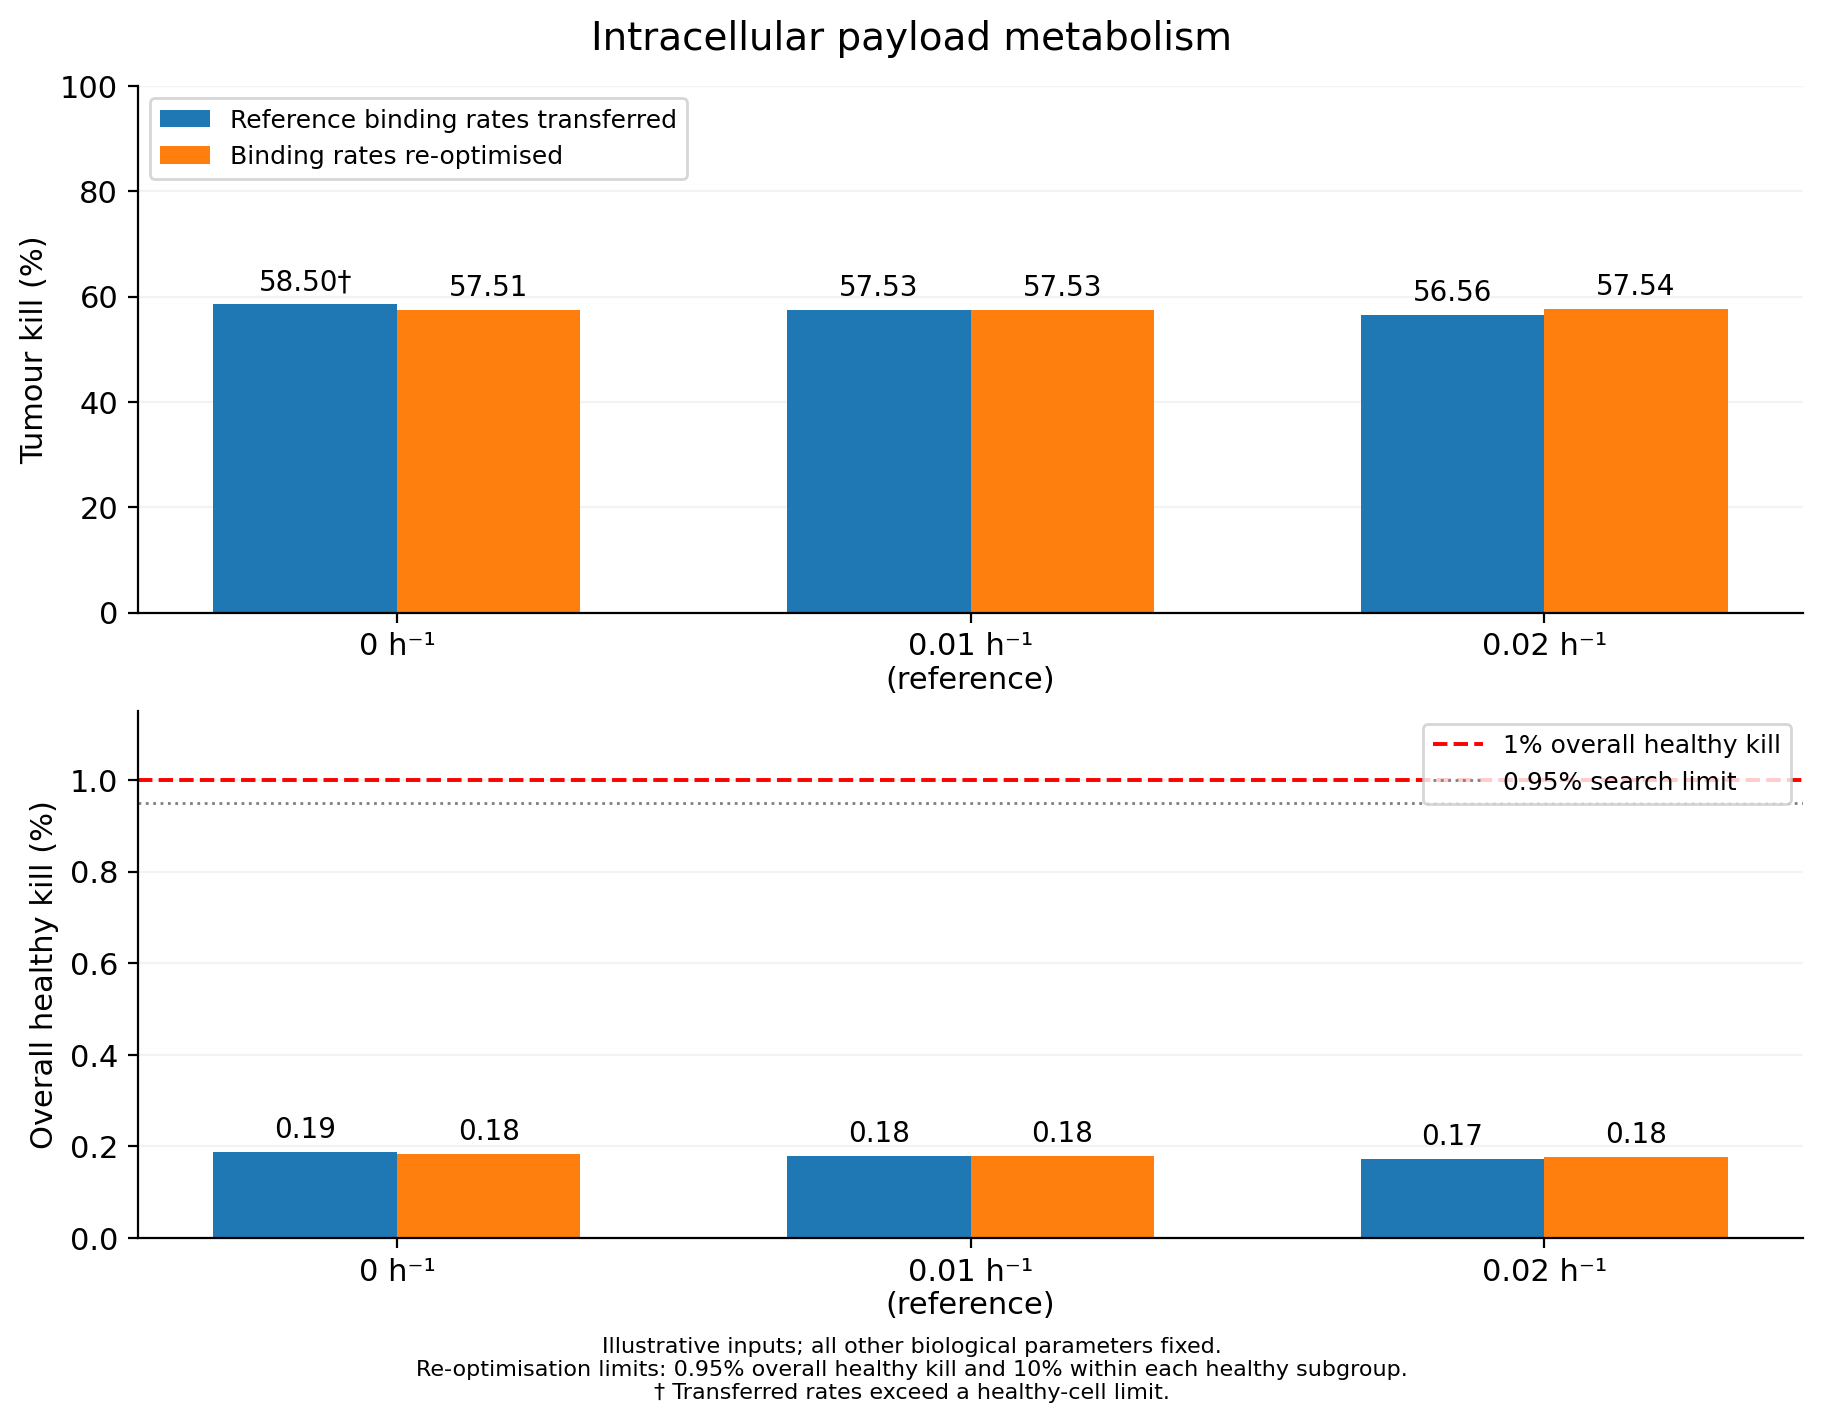 Intracellular payload metabolism
Tumour kill (%)
100
80
60
40
20
0
Reference binding rates transferred
Binding rates re-optimised
58.50†
57.51
57.53
57.53
56.56
57.54
0 h⁻¹
0.01 h⁻¹
(reference)
0.02 h⁻¹
Overall healthy kill (%)
1.0
0.8
0.6
0.4
0.2
0.0
1% overall healthy kill
0.95% search limit
0.19
0.18
0.18
0.18
0.17
0.18
0 h⁻¹
0.01 h⁻¹
(reference)
0.02 h⁻¹
Illustrative inputs; all other biological parameters fixed.
Re-optimisation limits: 0.95% overall healthy kill and 10% within each healthy subgroup.
† Transferred rates exceed a healthy-cell limit.